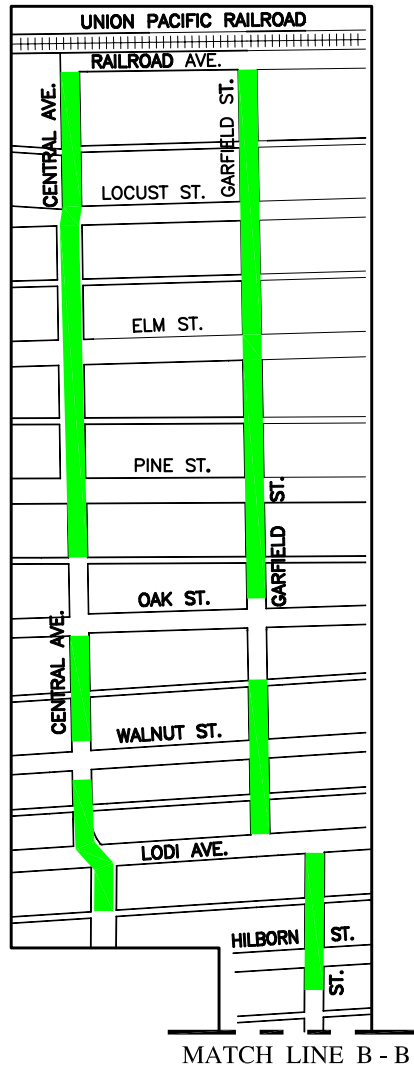 UNION PACIFIC RAILROAD
RAILROAD AVE.
CENTRAL AVE.
GARFIELD ST.
LOCUST ST.
ELM ST.
PINE ST.
GARFIELD ST.
OAK ST.
CENTRAL AVE.
WALNUT ST.
LODI AVE.
HILBORN ST.
ST.
MATCH LINE B - B